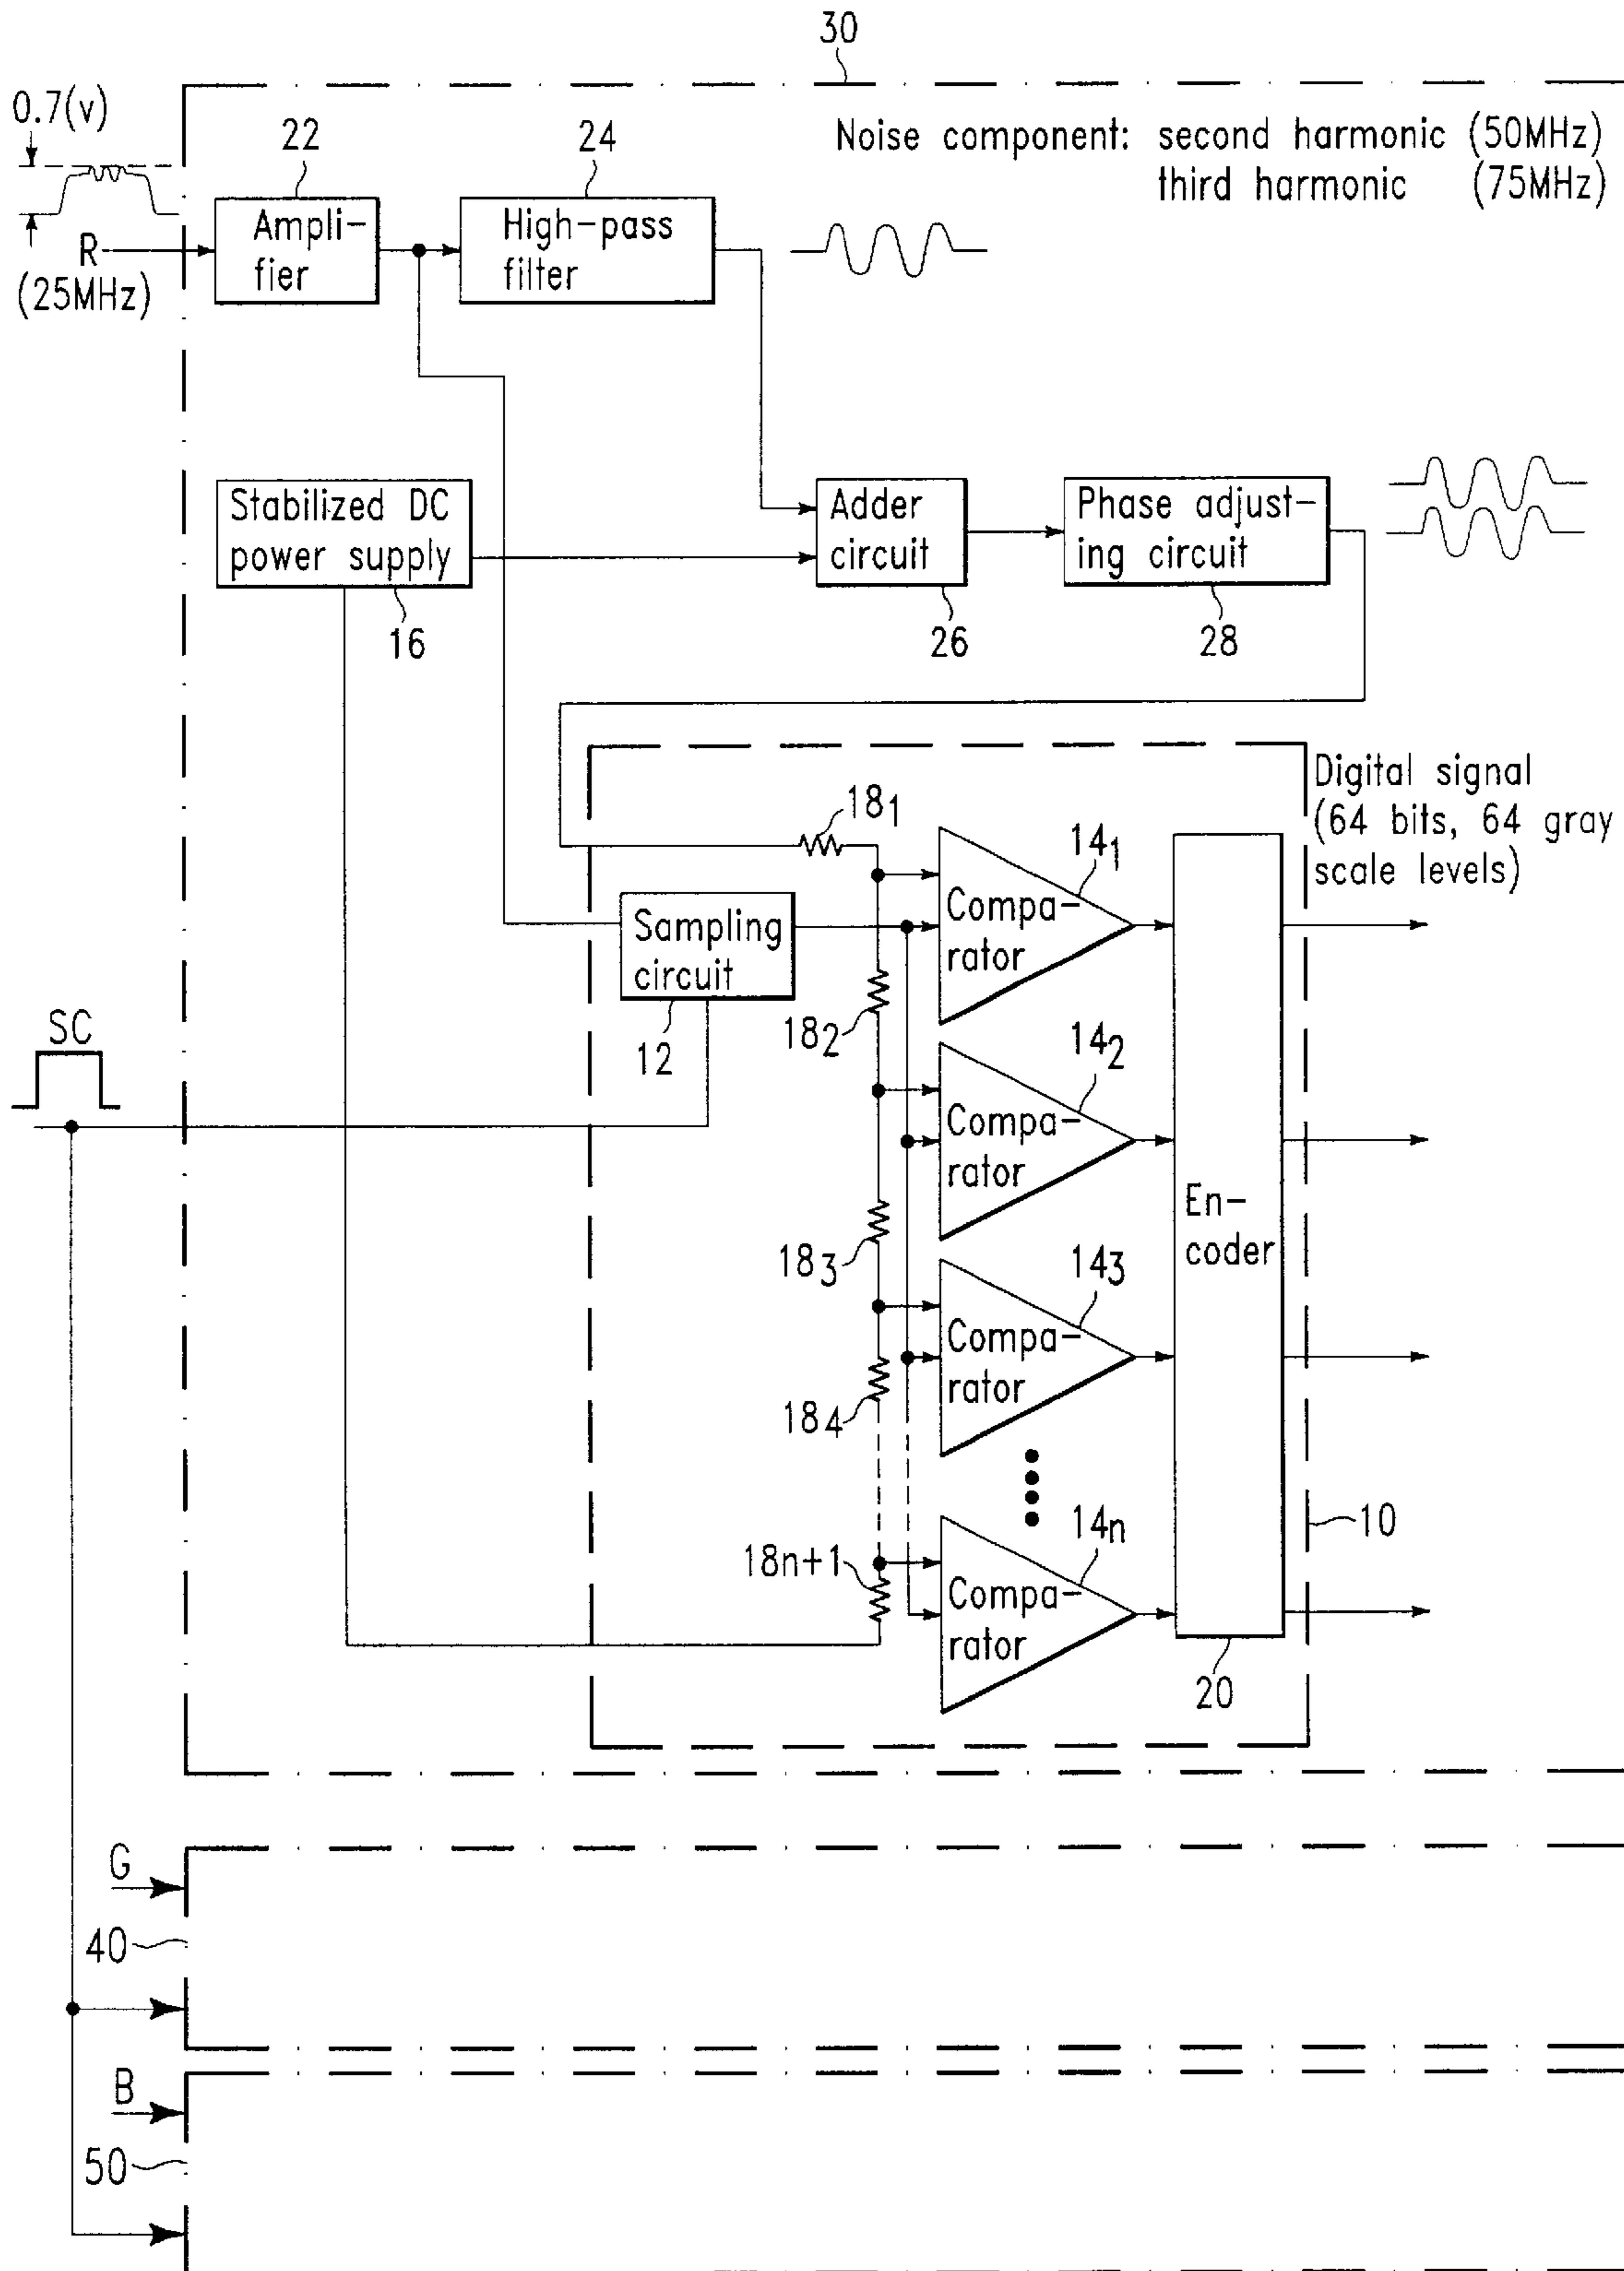 30
0.7(v)
22
24
Noise component: second harmonic (50MHz)
third harmonic (75MHz)
Ampli-
fier
High-pass
filter
R
(25MHz)
Stabilized DC
power supply
Adder
circuit
Phase adjust-
ing circuit
16
26
28
Digital signal
(64 bits, 64 gray
scale levels)
181
141
Compa-
rator
Sampling
circuit
SC
12
182
142
Compa-
rator
En-
coder
183
143
Compa-
rator
184
14n
10
18n+1
Compa-
rator
20
G
40
B
50